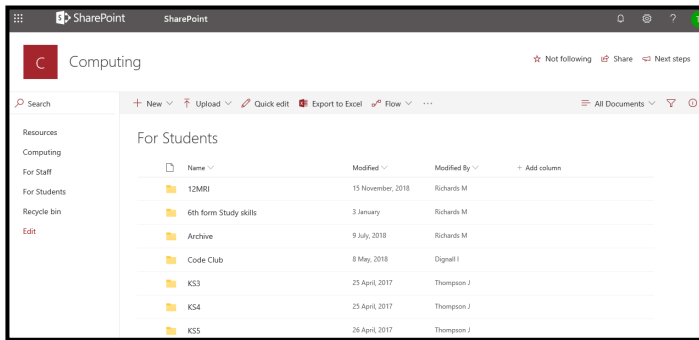 SharePoint SharePoint ?
C Computing Not following Share Next steps
Search + New Upload Quick edit Export to Excel Flow ... All Documents
Resources
Computing
For Staff
For Students
Recycle bin
Edit
For Students
Name Modified Modified By + Add column
12MRI 15 November, 2018 Richards M
6th form Study skills 3 January Richards M
Archive 9 July, 2018 Richards M
Code Club 8 May, 2018 Dignall I
KS3 25 April, 2017 Thompson J
KS4 25 April, 2017 Thompson J
KS5 26 April, 2017 Thompson J